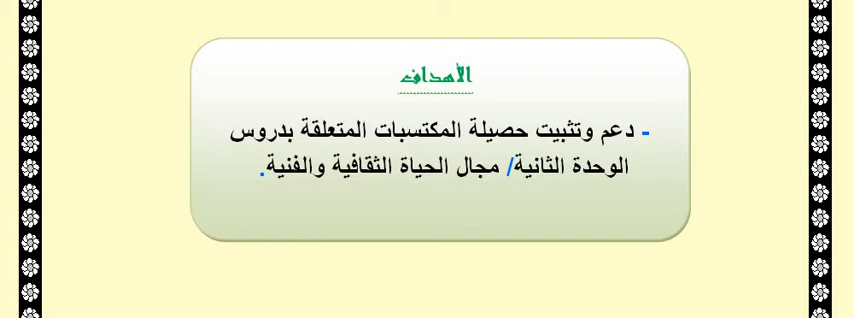 الأهداف
- دعم وتثبيت حصيلة المكتسبات المتعلقة بدروس
الوحدة الثانية/ مجال الحياة الثقافية والفنية.